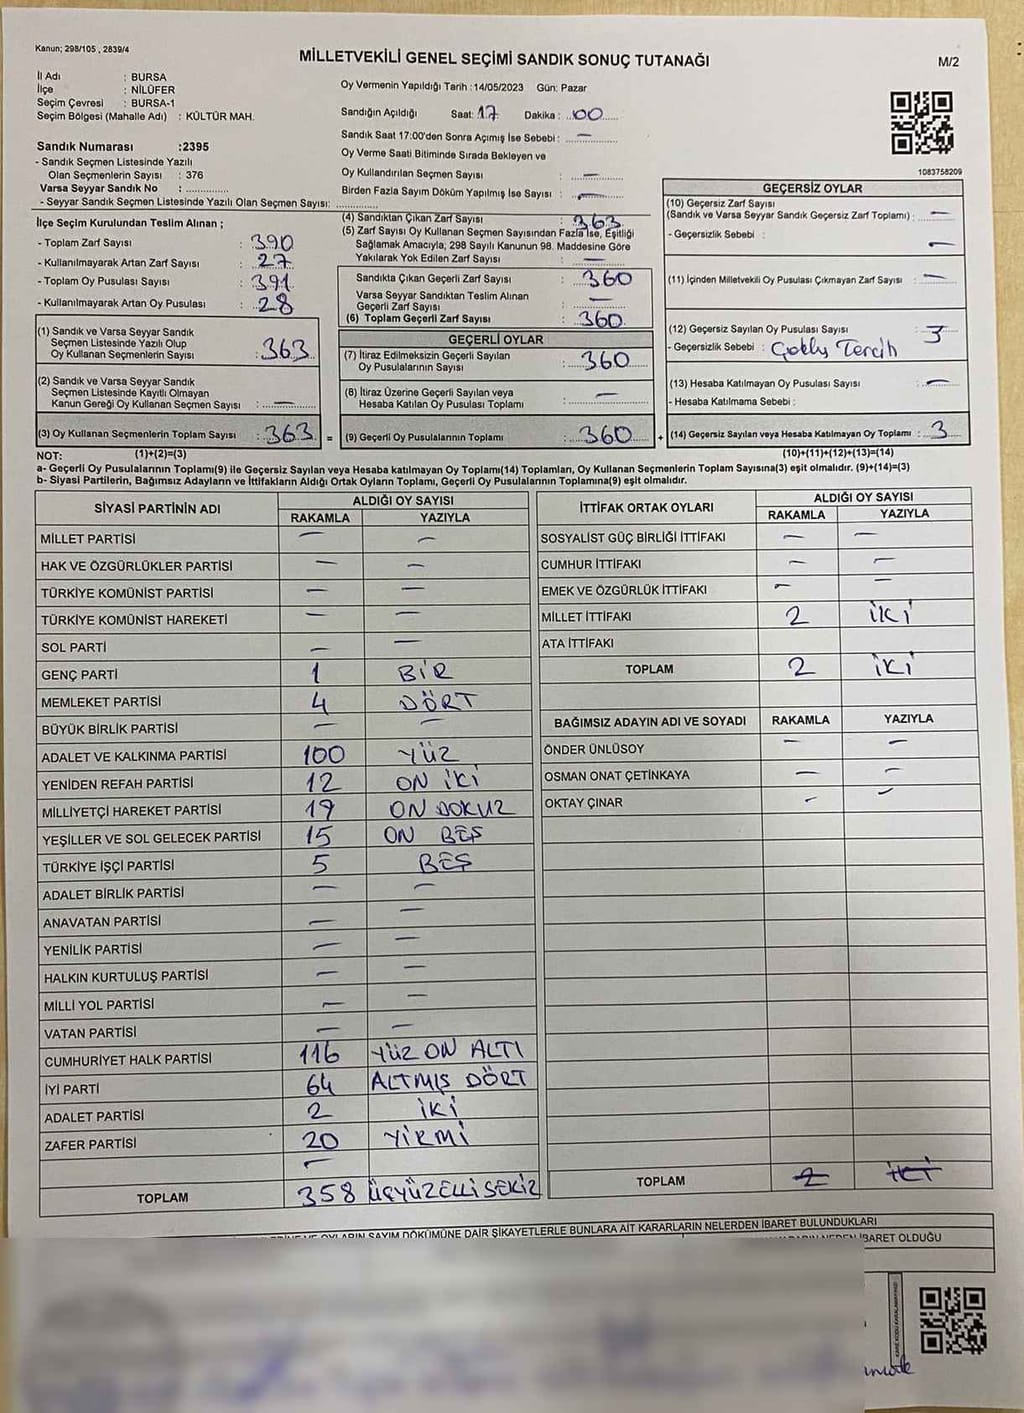 Kanun; 298/105 , 2839/4
MİLLETVEKİLİ GENEL SEÇİMİ SANDIK SONUÇ TUTANAĞI
M/2
İl Adı : BURSA
İlçe : NİLÜFER
Seçim Çevresi : BURSA-1
Seçim Bölgesi (Mahalle Adı) : KÜLTÜR MAH.
Sandık Numarası :2395
- Sandık Seçmen Listesinde Yazılı
Olan Seçmenlerin Sayısı : 376
Varsa Seyyar Sandık No : ..............
- Seyyar Sandık Seçmen Listesinde Yazılı Olan Seçmen Sayısı: ..............
Oy Vermenin Yapıldığı Tarih :14/05/2023 Gün: Pazar
Sandığın Açıldığı Saat: 17 Dakika : 00
Sandık Saat 17:00'den Sonra Açımış İse Sebebi : —
Oy Verme Saati Bitiminde Sırada Bekleyen ve
Oy Kullandırılan Seçmen Sayısı : —
Birden Fazla Sayım Döküm Yapılmış İse Sayısı : —
1083758209
İlçe Seçim Kurulundan Teslim Alınan ;
- Toplam Zarf Sayısı : 390
- Kullanılmayarak Artan Zarf Sayısı : 27
- Toplam Oy Pusulası Sayısı : 391
- Kullanılmayarak Artan Oy Pusulası : 28
(1) Sandık ve Varsa Seyyar Sandık
Seçmen Listesinde Yazılı Olup
Oy Kullanan Seçmenlerin Sayısı : 363
(2) Sandık ve Varsa Seyyar Sandık
Seçmen Listesinde Kayıtlı Olmayan
Kanun Gereği Oy Kullanan Seçmen Sayısı : —
(3) Oy Kullanan Seçmenlerin Toplam Sayısı : 363 =
(4) Sandıktan Çıkan Zarf Sayısı : 363
(5) Zarf Sayısı Oy Kullanan Seçmen Sayısından Fazla İse, Eşitliği
Sağlamak Amacıyla, 298 Sayılı Kanunun 98. Maddesine Göre
Yakılarak Yok Edilen Zarf Sayısı : —
Sandıkta Çıkan Geçerli Zarf Sayısı : 360
Varsa Seyyar Sandıktan Teslim Alınan
Geçerli Zarf Sayısı : —
(6) Toplam Geçerli Zarf Sayısı : 360
GEÇERLİ OYLAR
(7) İtiraz Edilmeksizin Geçerli Sayılan
Oy Pusulalarının Sayısı : 360
(8) İtiraz Üzerine Geçerli Sayılan veya
Hesaba Katılan Oy Pusulası Toplamı : —
(9) Geçerli Oy Pusulalarının Toplamı : 360 +
GEÇERSİZ OYLAR
(10) Geçersiz Zarf Sayısı
(Sandık ve Varsa Seyyar Sandık Geçersiz Zarf Toplamı) : —
- Geçersizlik Sebebi : —
(11) İçinden Milletvekili Oy Pusulası Çıkmayan Zarf Sayısı : —
(12) Geçersiz Sayılan Oy Pusulası Sayısı : 3
- Geçersizlik Sebebi : Çoklu Tercih
(13) Hesaba Katılmayan Oy Pusulası Sayısı : —
- Hesaba Katılmama Sebebi :
(14) Geçersiz Sayılan veya Hesaba Katılmayan Oy Toplamı : 3
NOT: (1)+(2)=(3) (10)+(11)+(12)+(13)=(14)
a- Geçerli Oy Pusulalarının Toplamı(9) ile Geçersiz Sayılan veya Hesaba katılmayan Oy Toplamı(14) Toplamları, Oy Kullanan Seçmenlerin Toplam Sayısına(3) eşit olmalıdır. (9)+(14)=(3)
b- Siyasi Partilerin, Bağımsız Adayların ve İttifakların Aldığı Ortak Oyların Toplamı, Geçerli Oy Pusulalarının Toplamına(9) eşit olmalıdır.
SİYASİ PARTİNİN ADI ALDIĞI OY SAYISI
RAKAMLA YAZIYLA
MİLLET PARTİSİ — —
HAK VE ÖZGÜRLÜKLER PARTİSİ — —
TÜRKİYE KOMÜNİST PARTİSİ — —
TÜRKİYE KOMÜNİST HAREKETİ — —
SOL PARTİ — —
GENÇ PARTİ 1 BİR
MEMLEKET PARTİSİ 4 DÖRT
BÜYÜK BİRLİK PARTİSİ — —
ADALET VE KALKINMA PARTİSİ 100 YÜZ
YENİDEN REFAH PARTİSİ 12 ON İKİ
MİLLİYETÇİ HAREKET PARTİSİ 19 ON DOKUZ
YEŞİLLER VE SOL GELECEK PARTİSİ 15 ON BEŞ
TÜRKİYE İŞÇİ PARTİSİ 5 BEŞ
ADALET BİRLİK PARTİSİ — —
ANAVATAN PARTİSİ — —
YENİLİK PARTİSİ — —
HALKIN KURTULUŞ PARTİSİ — —
MİLLİ YOL PARTİSİ — —
VATAN PARTİSİ — —
CUMHURİYET HALK PARTİSİ 116 YÜZ ON ALTI
İYİ PARTİ 64 ALTMIŞ DÖRT
ADALET PARTİSİ 2 İKİ
ZAFER PARTİSİ 20 YİRMİ
—
TOPLAM 358 ÜÇYÜZELLİ SEKİZ
İTTİFAK ORTAK OYLARI ALDIĞI OY SAYISI
RAKAMLA YAZIYLA
SOSYALIST GÜÇ BİRLİĞİ İTTİFAKI — —
CUMHUR İTTİFAKI — —
EMEK VE ÖZGÜRLÜK İTTİFAKI — —
MİLLET İTTİFAKI 2 İKİ
ATA İTTİFAKI
TOPLAM 2 İKİ
BAĞIMSIZ ADAYIN ADI VE SOYADI RAKAMLA YAZIYLA
ÖNDER ÜNLÜSOY — —
OSMAN ONAT ÇETİNKAYA — —
OKTAY ÇINAR — —
TOPLAM 2 İKİ
OYLARIN SAYIM DÖKÜMÜNE DAİR ŞİKAYETLERLE BUNLARA AİT KARARLARIN NELERDEN İBARET BULUNDUKLARI
NEDEN İBARET OLDUĞU